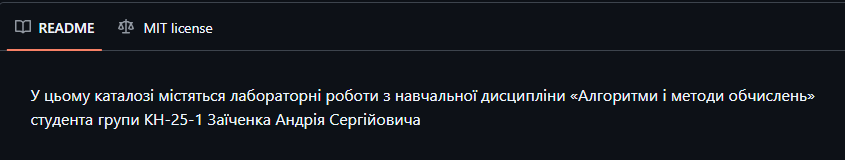 README MIT license
У цьому каталозі містяться лабораторні роботи з навчальної дисципліни «Алгоритми і методи обчислень»
студента групи КН-25-1 Заїченка Андрія Сергійовича